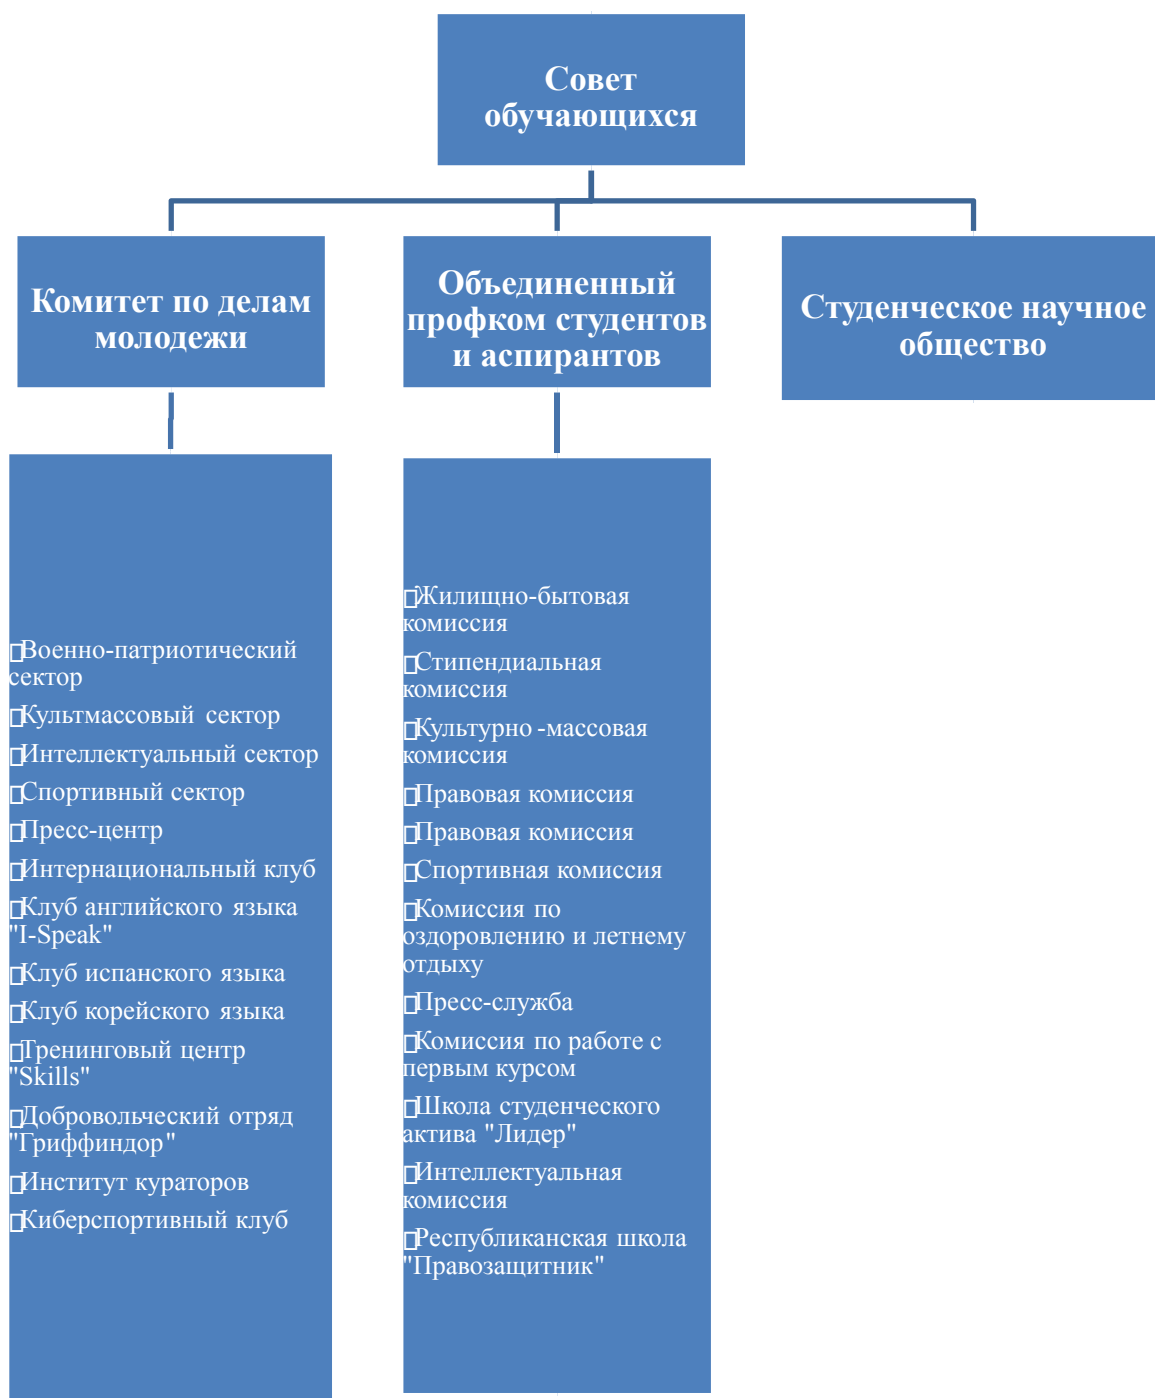 Совет
обучающихся
Комитет по делам
молодежи
Объединенный
профком студентов
и аспирантов
Студенческое научное
общество
Военно-патриотический
сектор
Культмассовый сектор
Интеллектуальный сектор
Спортивный сектор
Пресс-центр
Интернациональный клуб
Клуб английского языка
"I-Speak"
Клуб испанского языка
Клуб корейского языка
Тренинговый центр
"Skills"
Добровольческий отряд
"Гриффиндор"
Институт кураторов
Киберспортивный клуб
Жилищно-бытовая
комиссия
Стипендиальная
комиссия
Культурно -массовая
комиссия
Правовая комиссия
Правовая комиссия
Спортивная комиссия
Комиссия по
оздоровлению и летнему
отдыху
Пресс-служба
Комиссия по работе с
первым курсом
Школа студенческого
актива "Лидер"
Интеллектуальная
комиссия
Республиканская школа
"Правозащитник"